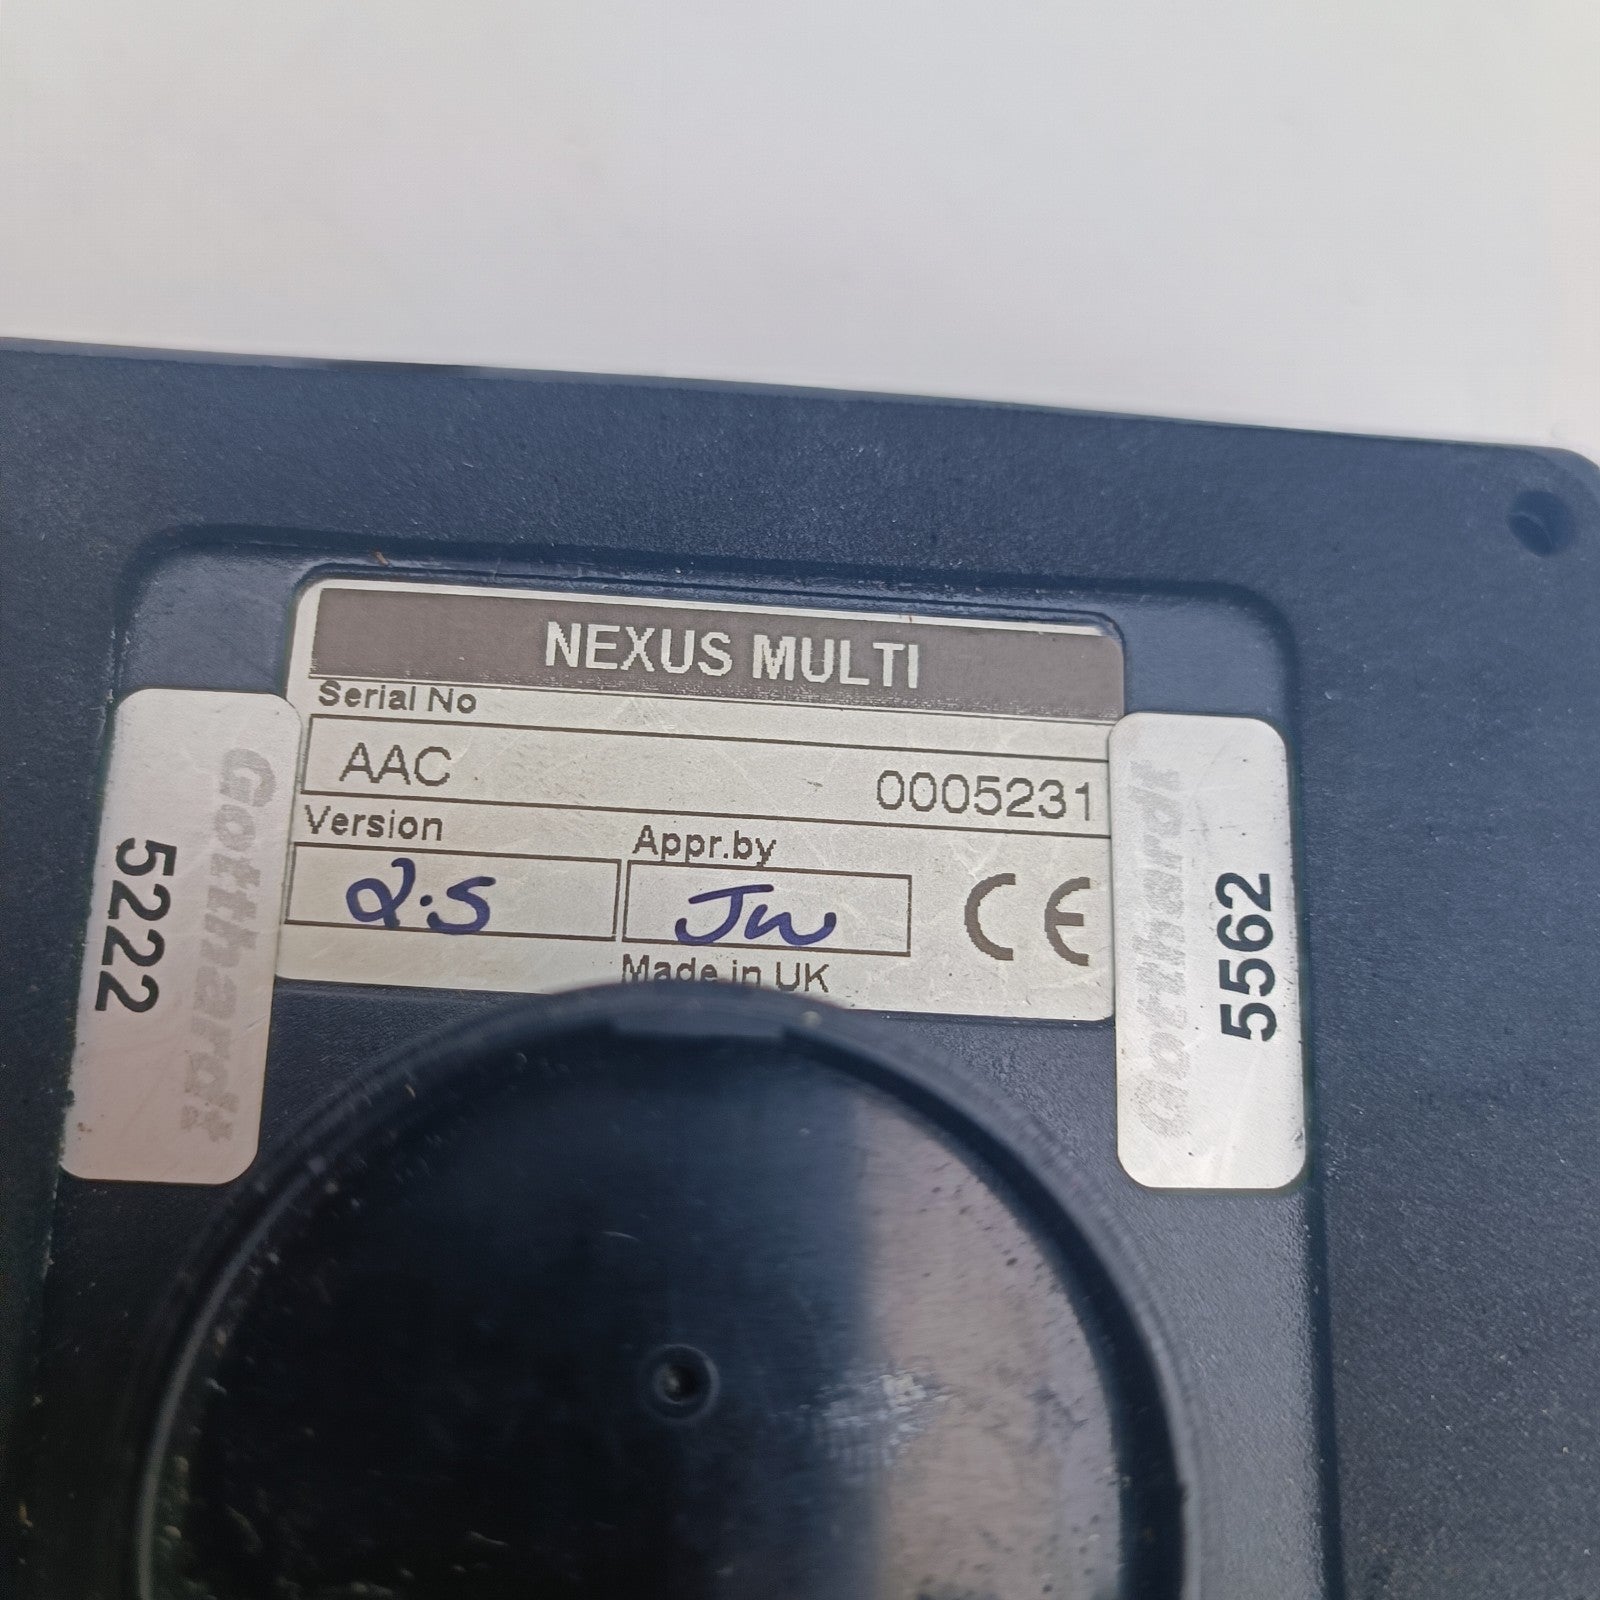 NEXUS MULTI
Serial No
AAC 0005231
Version
2.5
Appr.by
JW
CE
Made in UK
Gotthardt
5222
Gotthardt
5562